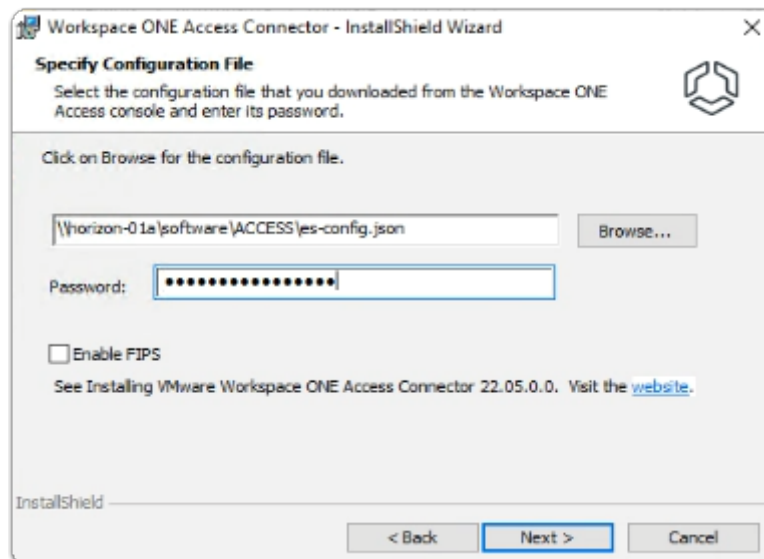 Workspace ONE Access Connector - InstallShield Wizard
Specify Configuration File
Select the configuration file that you downloaded from the Workspace ONE
Access console and enter its password.
Click on Browse for the configuration file.
\\horizon-01a\software\ACCESS\es-config.json
Browse...
Password: ••••••••••••••••
Enable FIPS
See Installing VMware Workspace ONE Access Connector 22.05.0.0. Visit the website.
InstallShield
< Back
Next >
Cancel